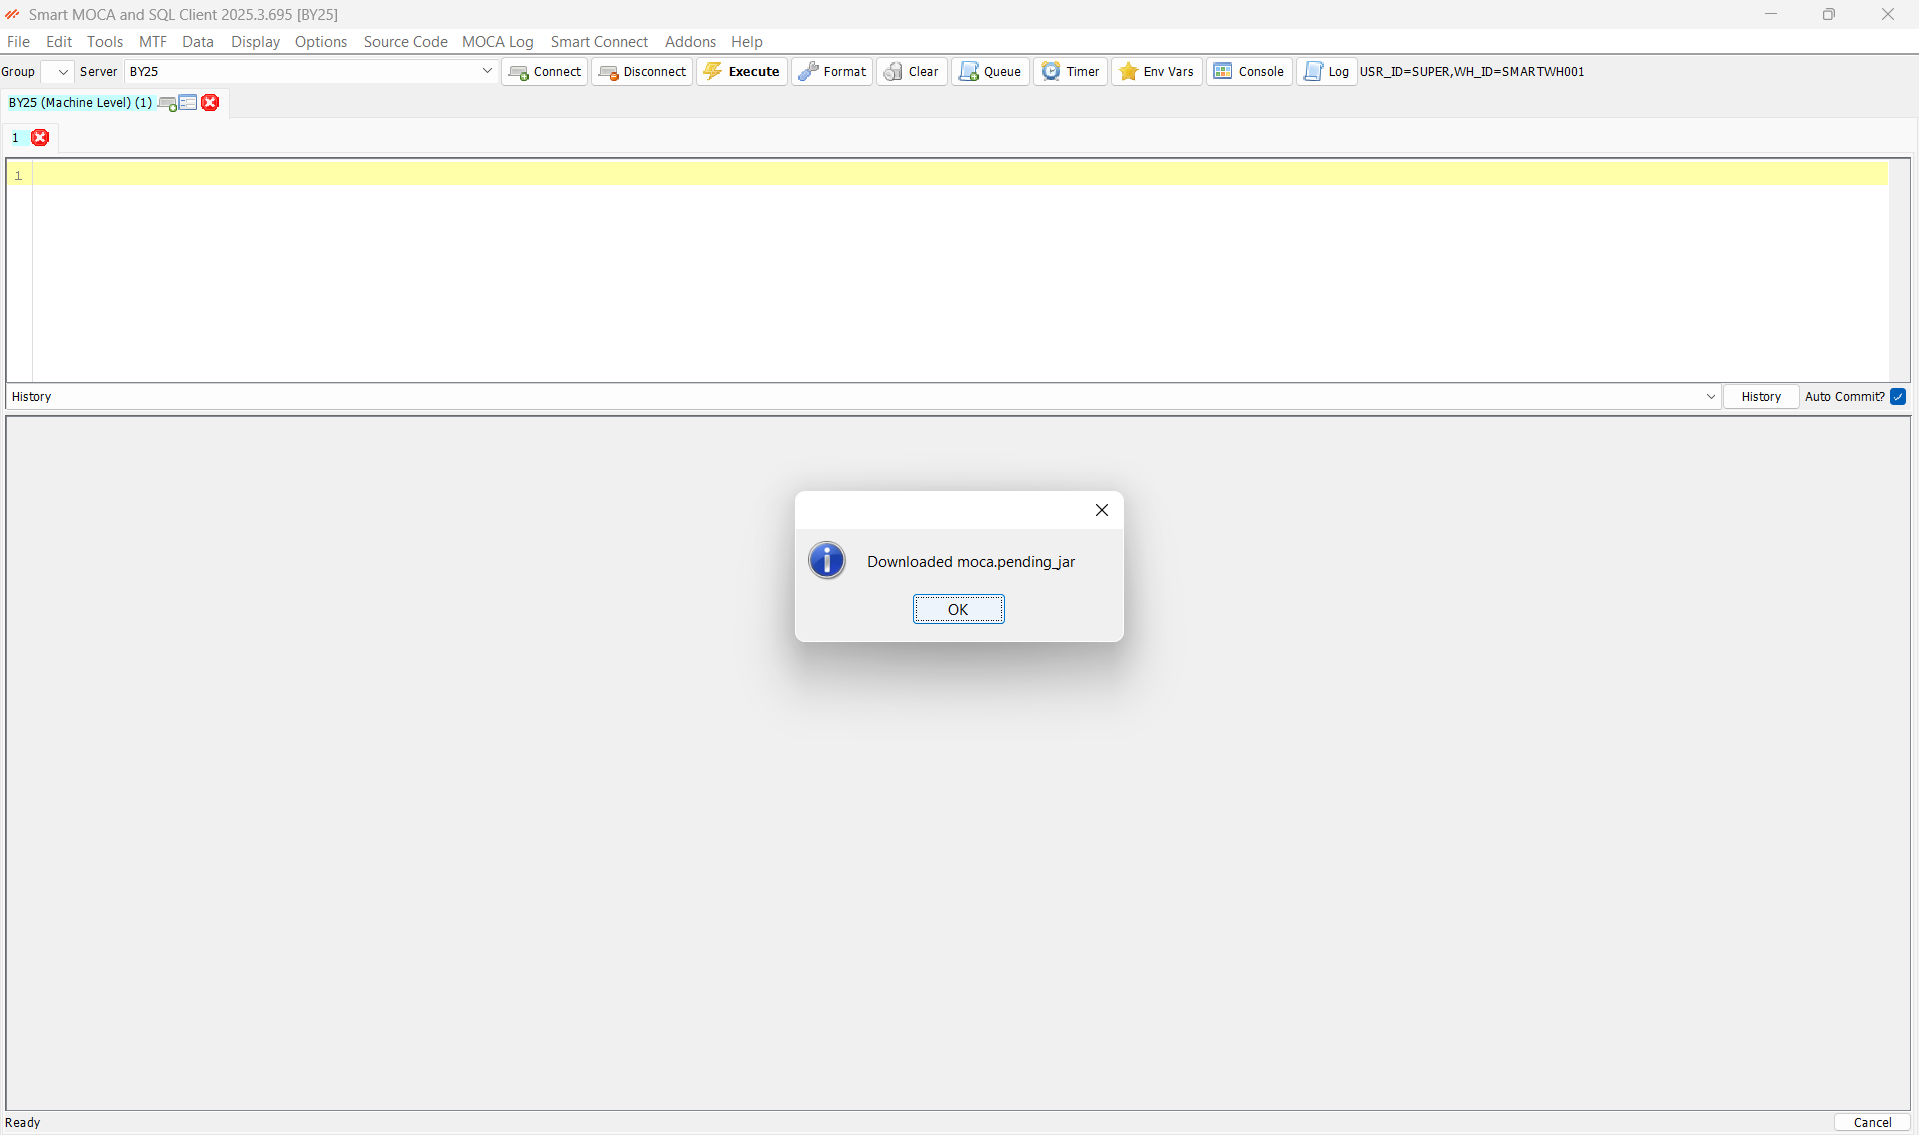 Smart MOCA and SQL Client 2025.3.695 [BY25]
File Edit Tools MTF Data Display Options Source Code MOCA Log Smart Connect Addons Help
Group Server BY25 Connect Disconnect Execute Format Clear Queue Timer Env Vars Console Log USR_ID=SUPER,WH_ID=SMARTWH001
BY25 (Machine Level) (1)
1
1
History History Auto Commit?
Downloaded moca.pending_jar
OK
Ready Cancel